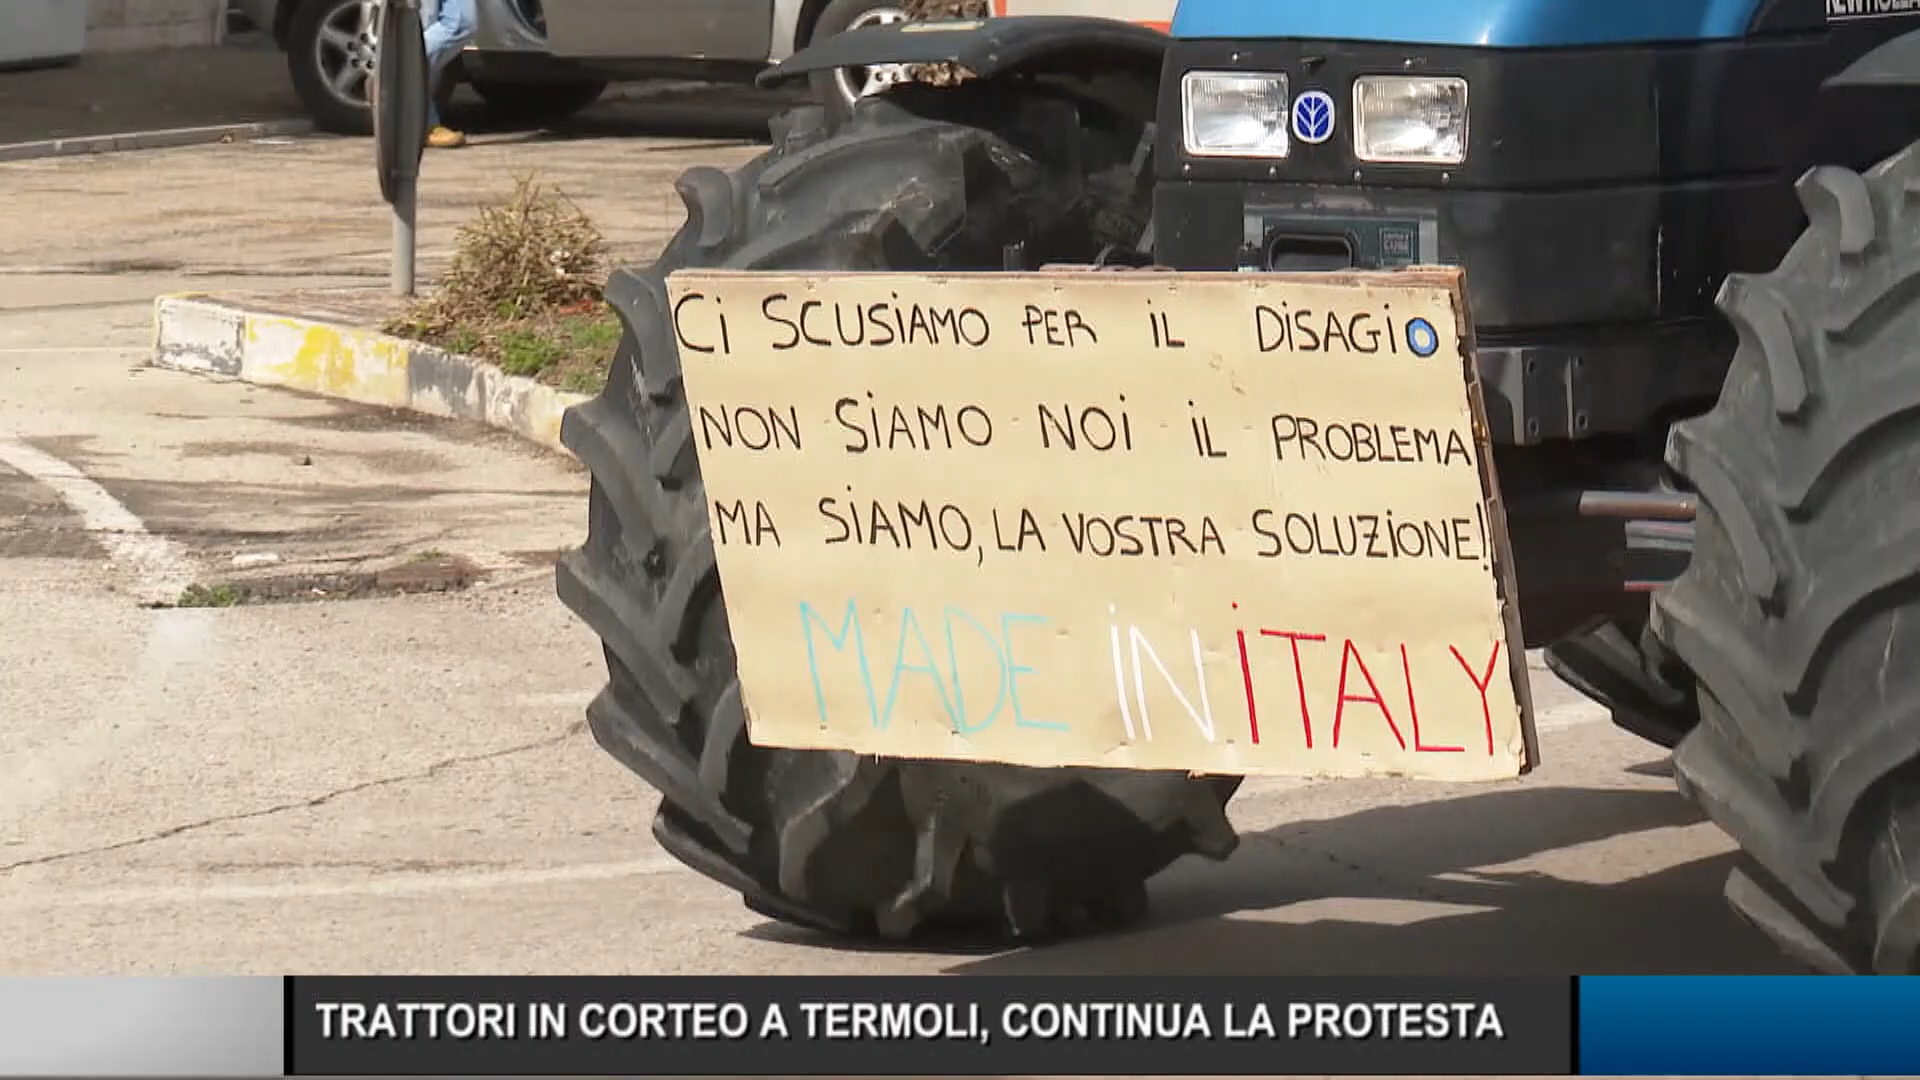 Ci SCUSiAMO PER iL DiSAGiO
NON SiAMO NOi iL PROBLEMA
MA SiAMO, LA VOSTRA SOLUZiONE!
MADE iN iTALY
TRATTORI IN CORTEO A TERMOLI, CONTINUA LA PROTESTA